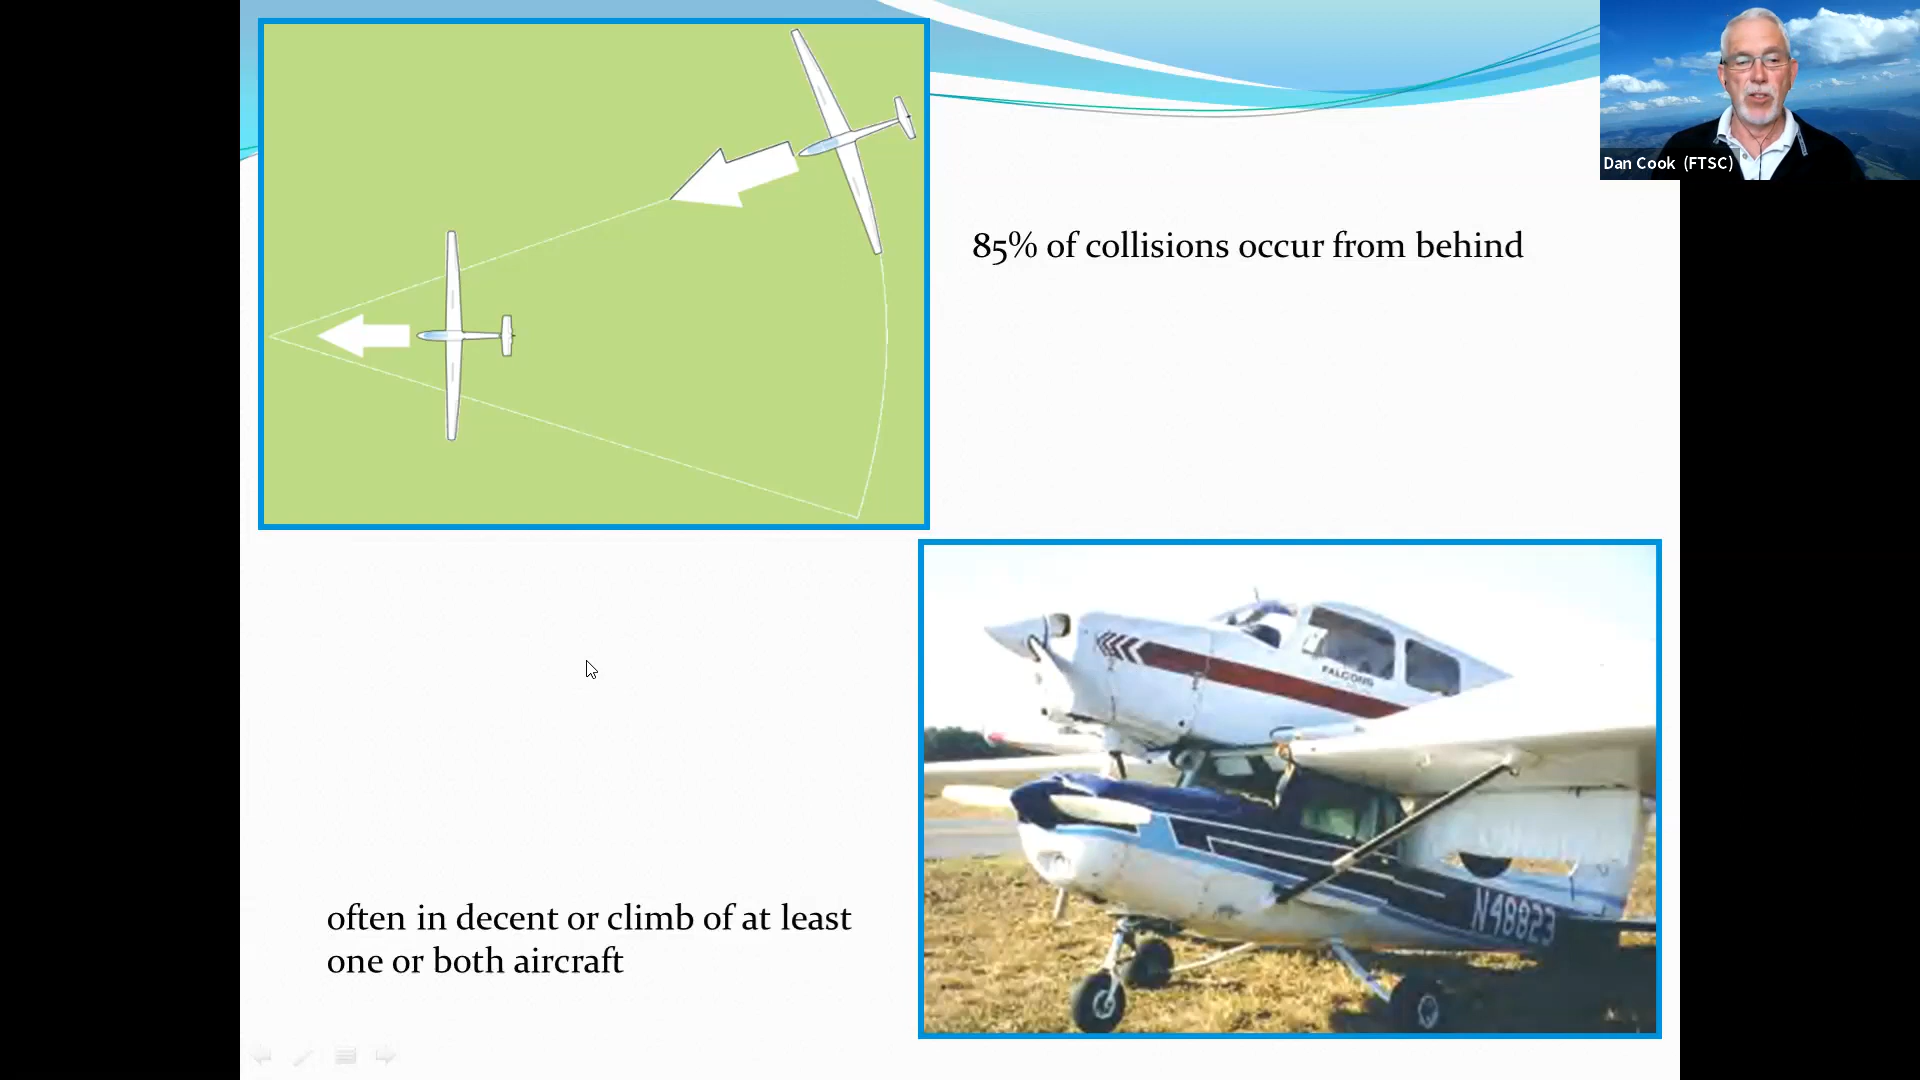 Dan Cook (FTSC)
85% of collisions occur from behind
FALCONS
N48823
often in decent or climb of at least
one or both aircraft